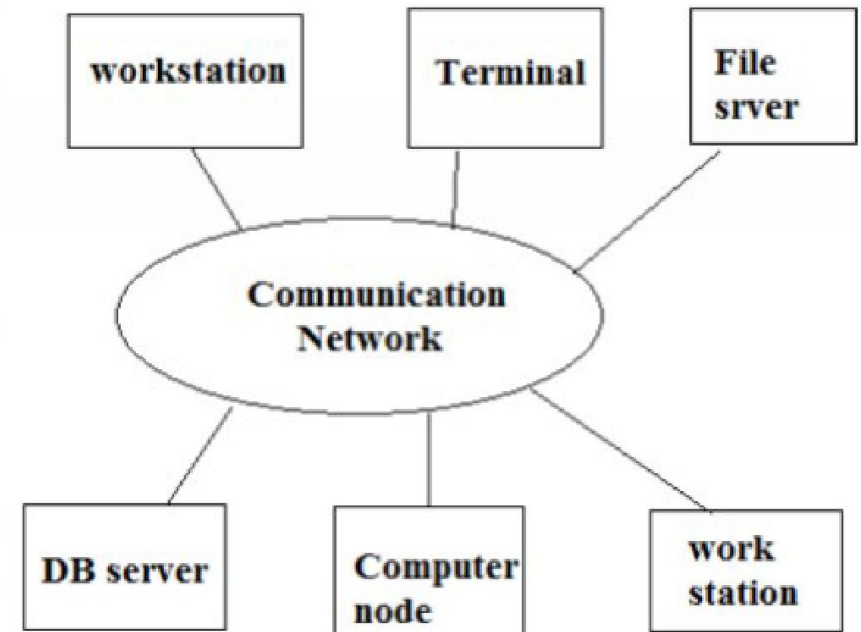 workstation
Terminal
File
srver
Communication
Network
DB server
Computer
node
work
station